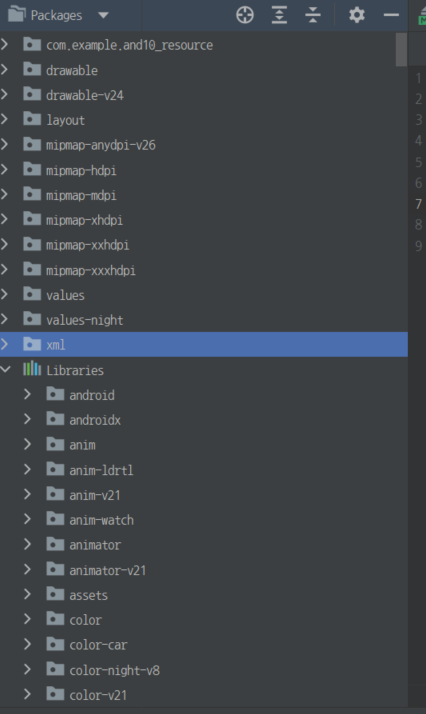 Packages
com.example.and10_resource
drawable
drawable-v24
layout
mipmap-anydpi-v26
mipmap-hdpi
mipmap-mdpi
mipmap-xhdpi
mipmap-xxhdpi
mipmap-xxxhdpi
values
values-night
xml
Libraries
android
androidx
anim
anim-ldrtl
anim-v21
anim-watch
animator
animator-v21
assets
color
color-car
color-night-v8
color-v21
1
2
3
4
5
6
7
8
9